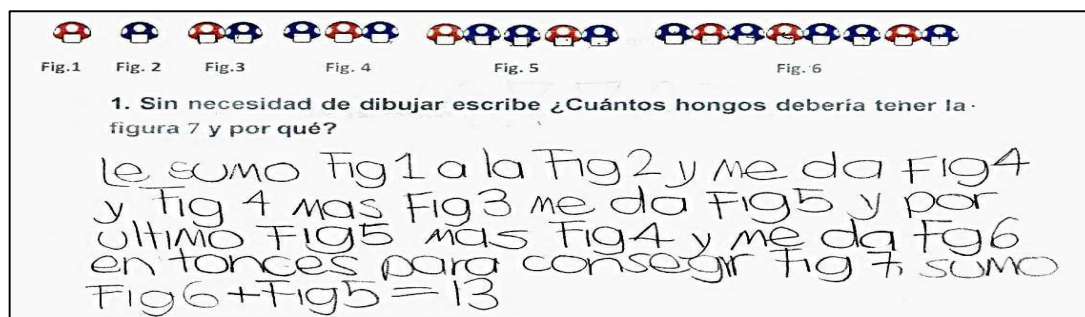 Fig.1 Fig. 2 Fig.3 Fig. 4 Fig. 5 Fig. 6
1. Sin necesidad de dibujar escribe ¿Cuántos hongos debería tener la
figura 7 y por qué?
le sumo Fig1 a la Fig2 y me da Fig4
y Fig 4 mas Fig3 me da Fig5 y por
ultimo Fig5 mas Fig4 y me da Fg6
en tonces para consegir Fig 7, sumo
Fig6+Fig5=13